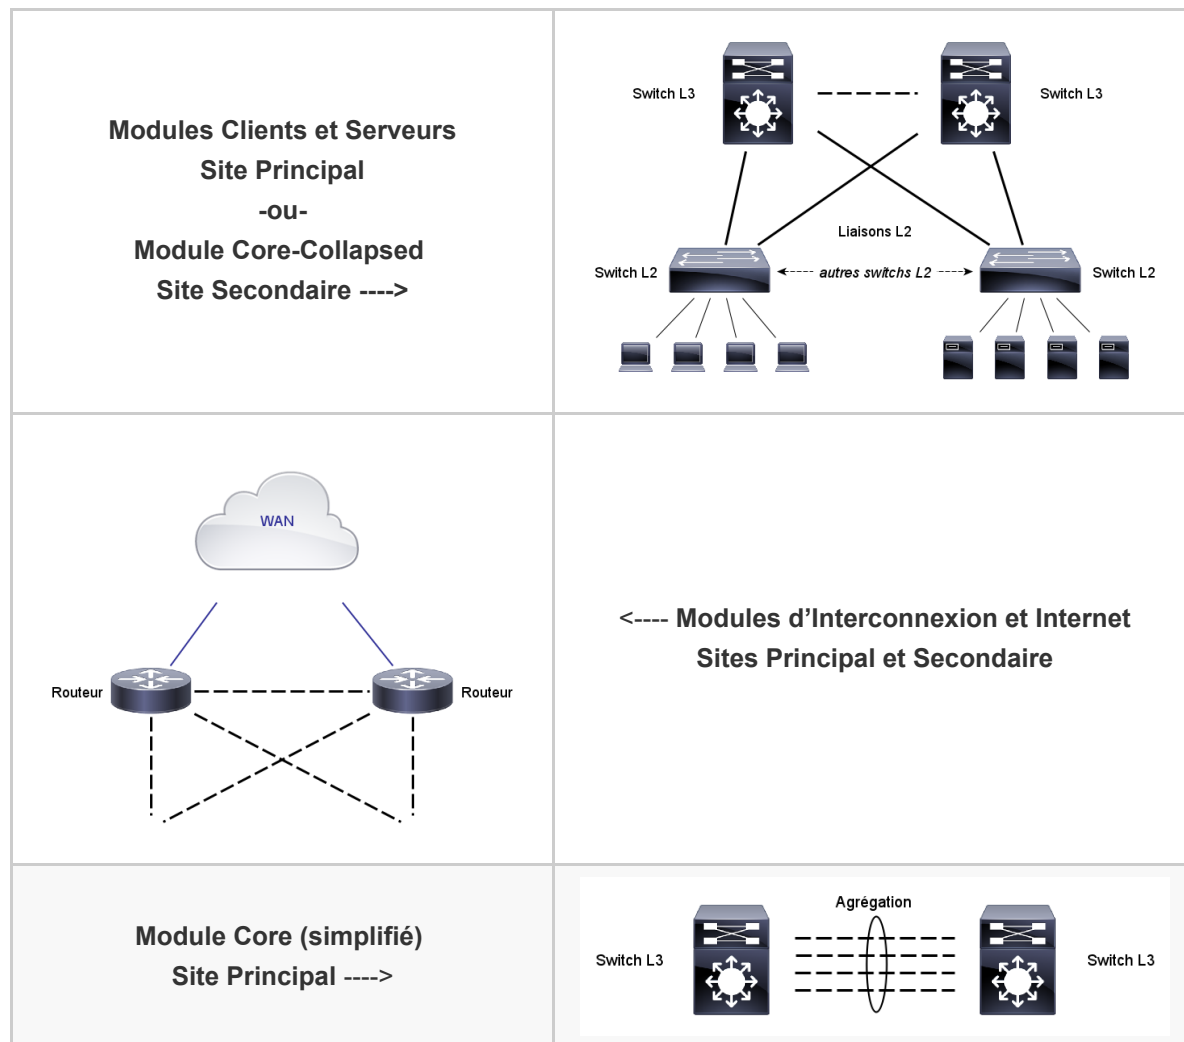 Modules Clients et Serveurs
Site Principal
-ou-
Module Core-Collapsed
Site Secondaire ---->
Switch L3
Switch L3
Liaisons L2
Switch L2
autres switchs L2
Switch L2
WAN
Routeur
Routeur
<---- Modules d’Interconnexion et Internet
Sites Principal et Secondaire
Module Core (simplifié)
Site Principal ---->
Agrégation
Switch L3
Switch L3